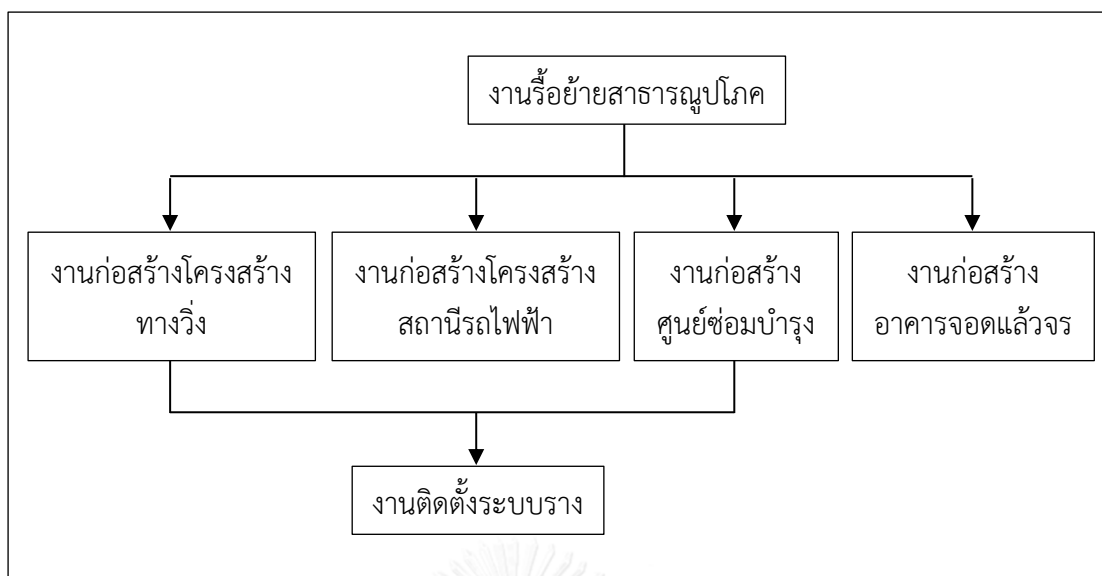 งานรื้อย้ายสาธารณูปโภค
งานก่อสร้างโครงสร้าง
ทางวิ่ง
งานก่อสร้างโครงสร้าง
สถานีรถไฟฟ้า
งานก่อสร้าง
ศูนย์ซ่อมบำรุง
งานก่อสร้าง
อาคารจอดแล้วจร
งานติดตั้งระบบราง